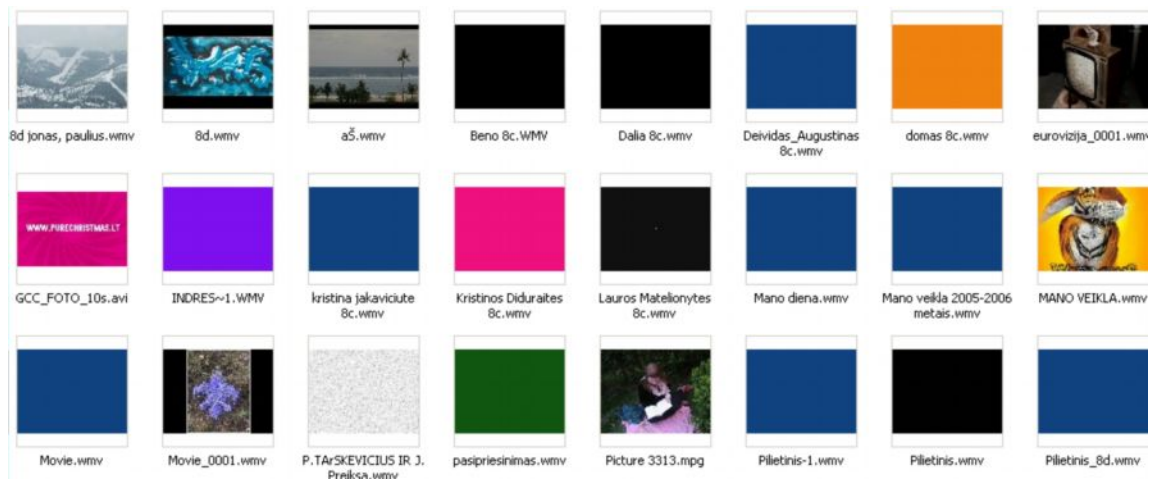 8d jonas, paulius.wmv
8d.wmv
aŠ.wmv
Beno 8c.WMV
Dalia 8c.wmv
Deividas_Augustinas
8c.wmv
domas 8c.wmv
eurovizija_0001.wmv
WWW.PURECHRISTMAS.LT
GCC_FOTO_10s.avi
INDRES~1.WMV
kristina jakaviciute
8c.wmv
Kristinos Diduraites
8c.wmv
Lauros Matelionytes
8c.wmv
Mano diena.wmv
Mano veikla 2005-2006
metais.wmv
MANO VEIKLA.wmv
Movie.wmv
Movie_0001.wmv
P.TArSKEVICIUS IR J.
Preiksa.wmv
pasipriesinimas.wmv
Picture 3313.mpg
Pilietinis-1.wmv
Pilietinis.wmv
Pilietinis_8d.wmv